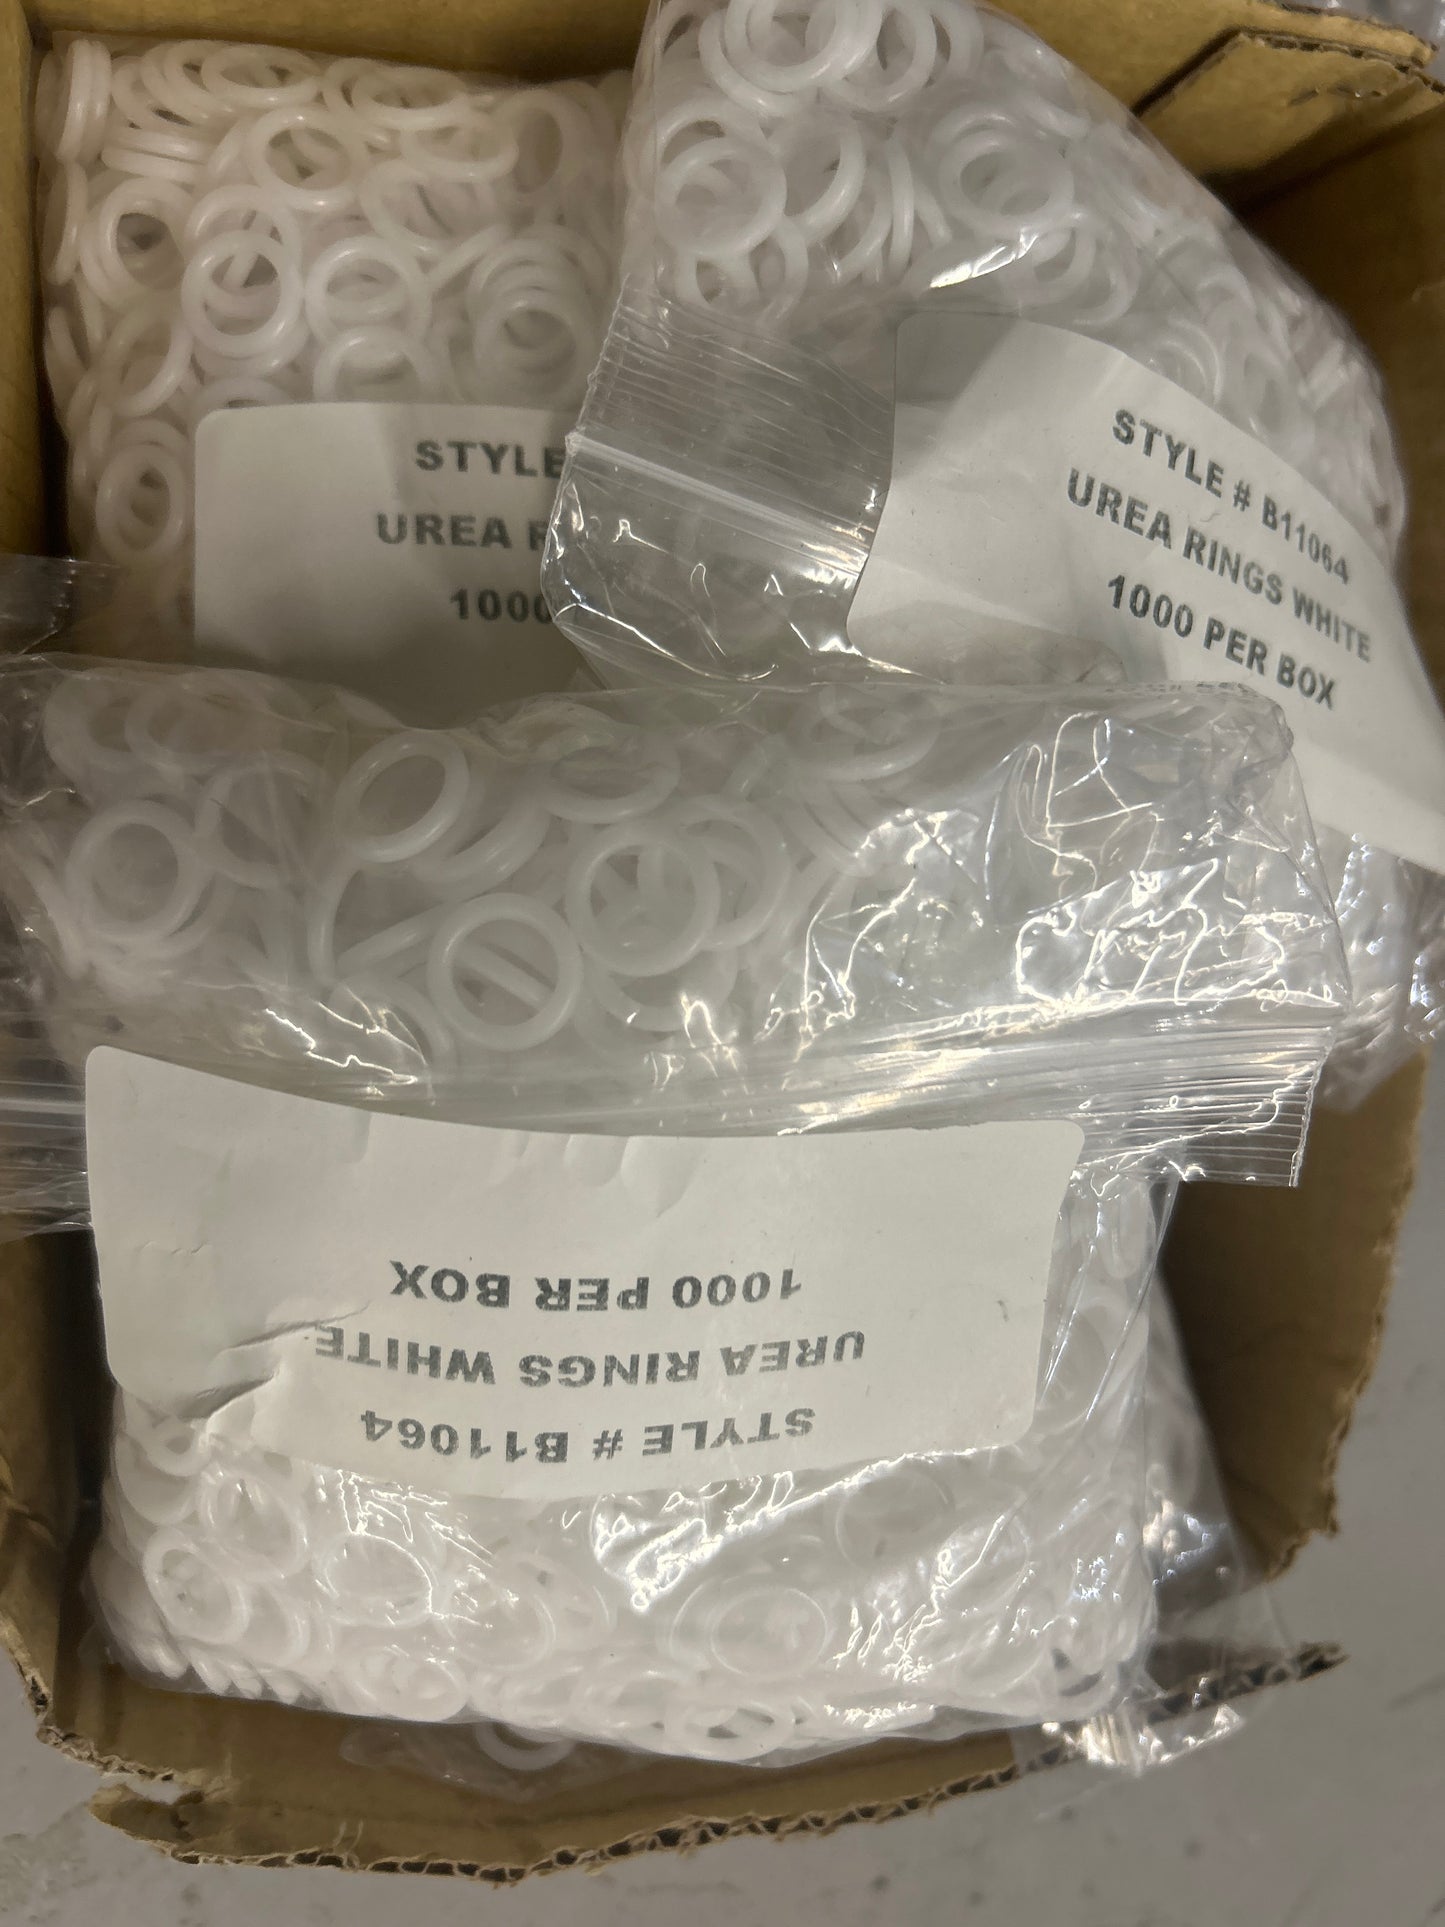 STYLE
UREA
1000
STYLE # B11064
UREA RINGS WHITE
1000 PER BOX
STYLE # B11064
UREA RINGS WHITE
1000 PER BOX